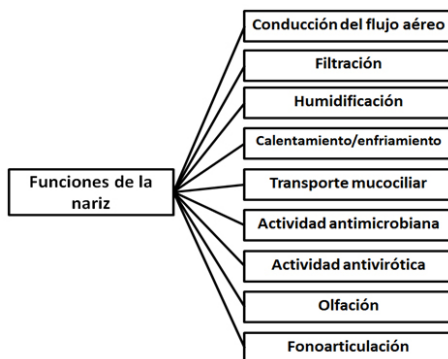 Conducción del flujo aéreo
Filtración
Humidificación
Calentamiento/enfriamiento
Funciones de la
nariz
Transporte mucociliar
Actividad antimicrobiana
Actividad antivirótica
Olfación
Fonoarticulación